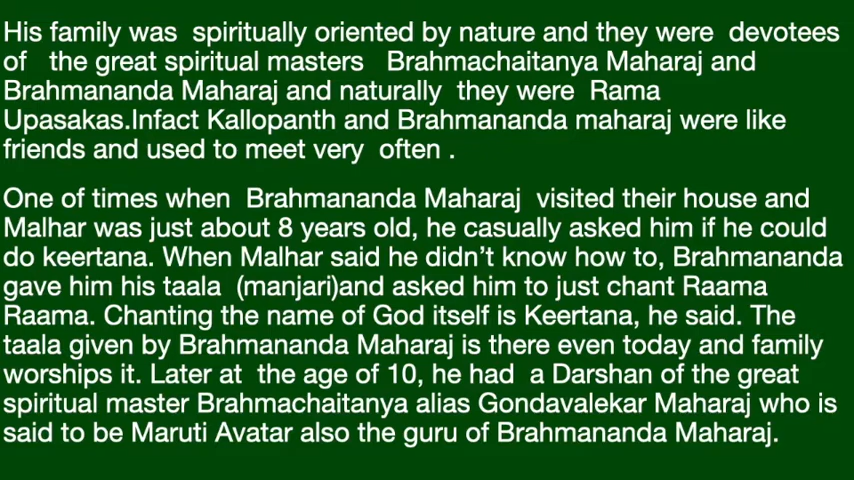 His family was  spiritually oriented by nature and they were  devotees
of   the great spiritual masters   Brahmachaitanya Maharaj and
Brahmananda Maharaj and naturally  they were  Rama
Upasakas.Infact Kallopanth and Brahmananda maharaj were like
friends and used to meet very  often .
One of times when  Brahmananda Maharaj  visited their house and
Malhar was just about 8 years old, he casually asked him if he could
do keertana. When Malhar said he didn’t know how to, Brahmananda
gave him his taala  (manjari)and asked him to just chant Raama
Raama. Chanting the name of God itself is Keertana, he said. The
taala given by Brahmananda Maharaj is there even today and family
worships it. Later at  the age of 10, he had  a Darshan of the great
spiritual master Brahmachaitanya alias Gondavalekar Maharaj who is
said to be Maruti Avatar also the guru of Brahmananda Maharaj.